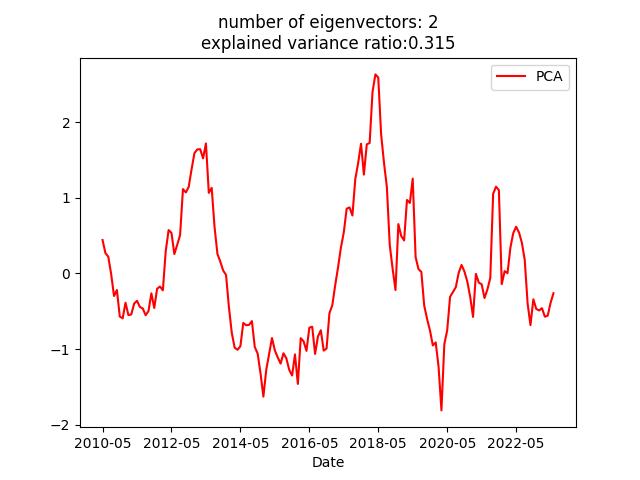 number of eigenvectors: 2
explained variance ratio:0.315
PCA
2
1
0
−1
−2
2010-05 2012-05 2014-05 2016-05 2018-05 2020-05 2022-05
Date